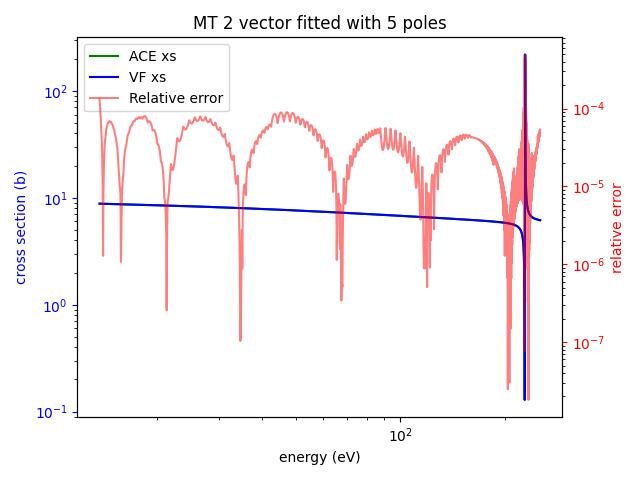 MT 2 vector fitted with 5 poles
ACE xs
VF xs
Relative error
10²
10¹
10⁰
10⁻¹
cross section (b)
10⁻⁴
10⁻⁵
10⁻⁶
10⁻⁷
relative error
10²
energy (eV)